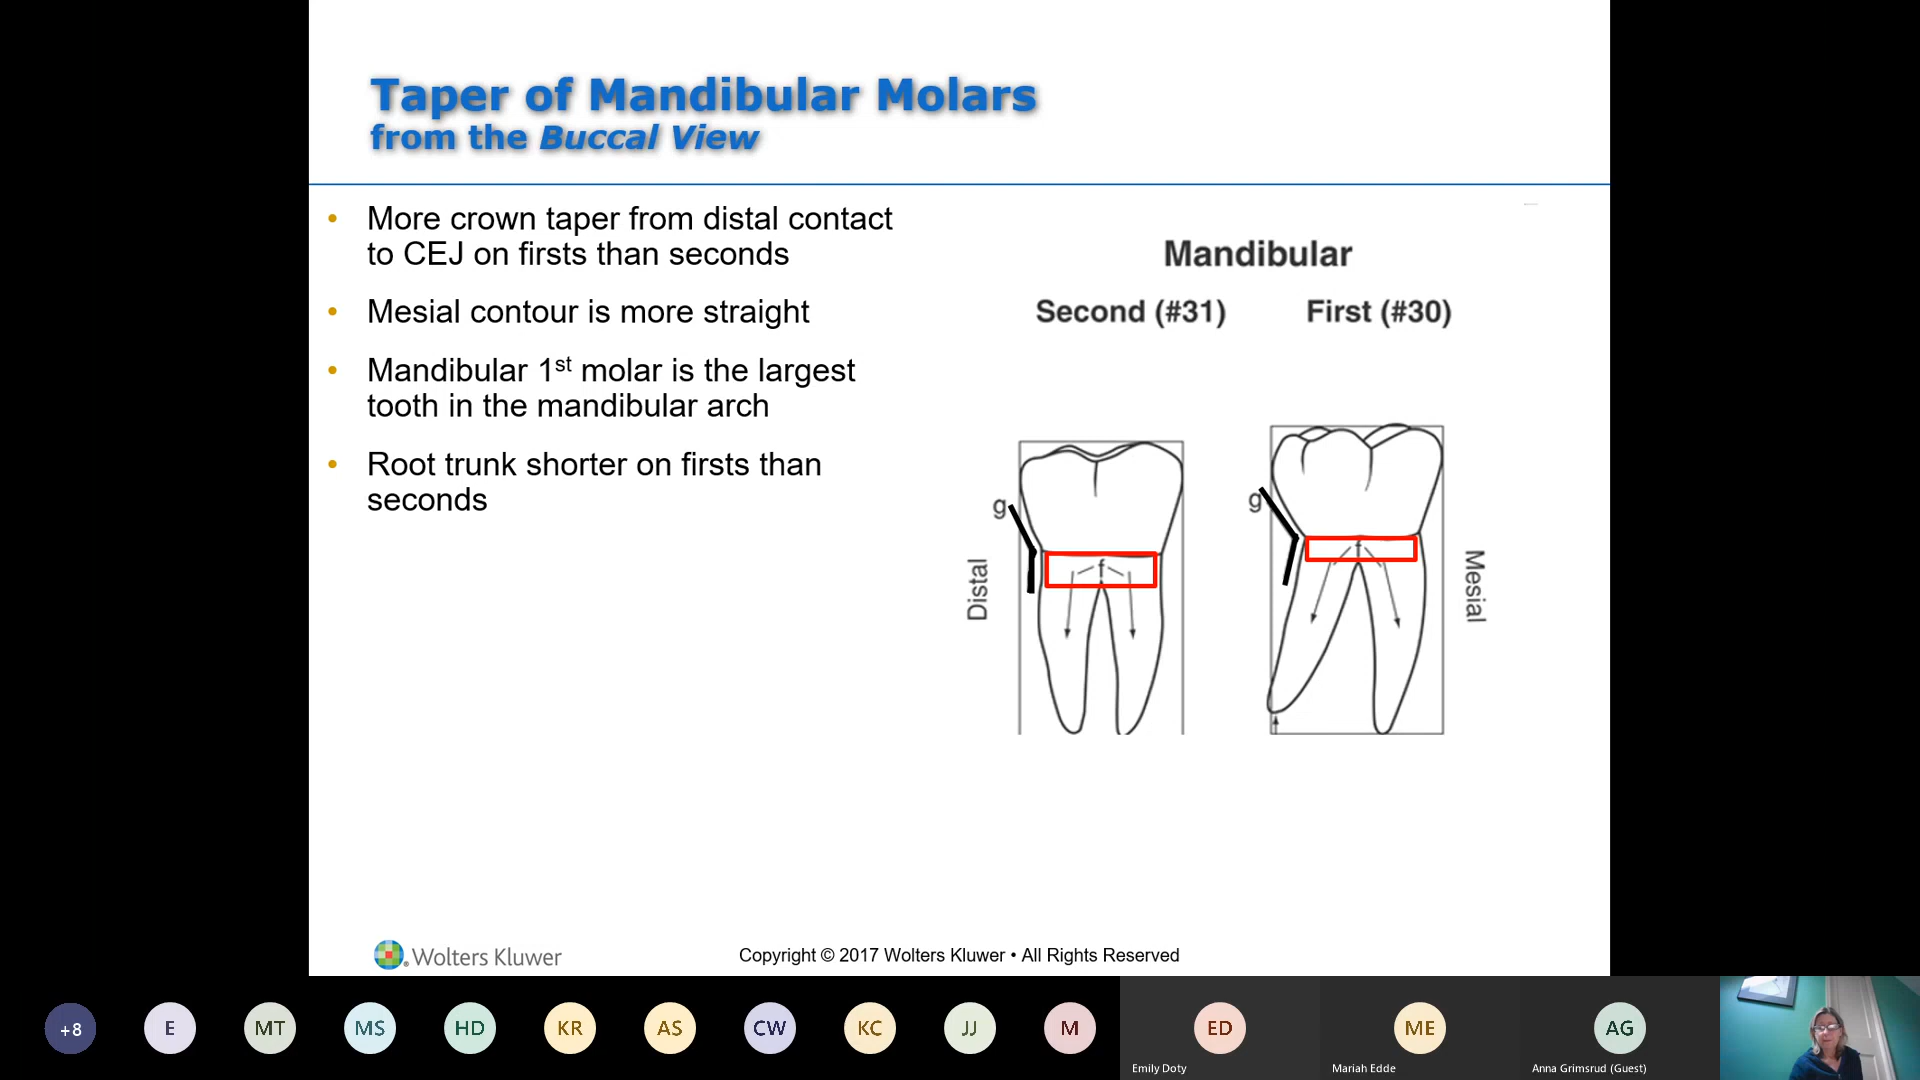 Taper of Mandibular Molars
from the Buccal View
• More crown taper from distal contact
to CEJ on firsts than seconds
• Mesial contour is more straight
• Mandibular 1st molar is the largest
tooth in the mandibular arch
• Root trunk shorter on firsts than
seconds
Mandibular
Second (#31) First (#30)
g g
f f
Distal
Mesial
Wolters Kluwer
Copyright © 2017 Wolters Kluwer • All Rights Reserved
+8 E MT MS HD KR AS CW KC JJ M ED ME AG
Emily Doty Mariah Edde Anna Grimsrud (Guest)